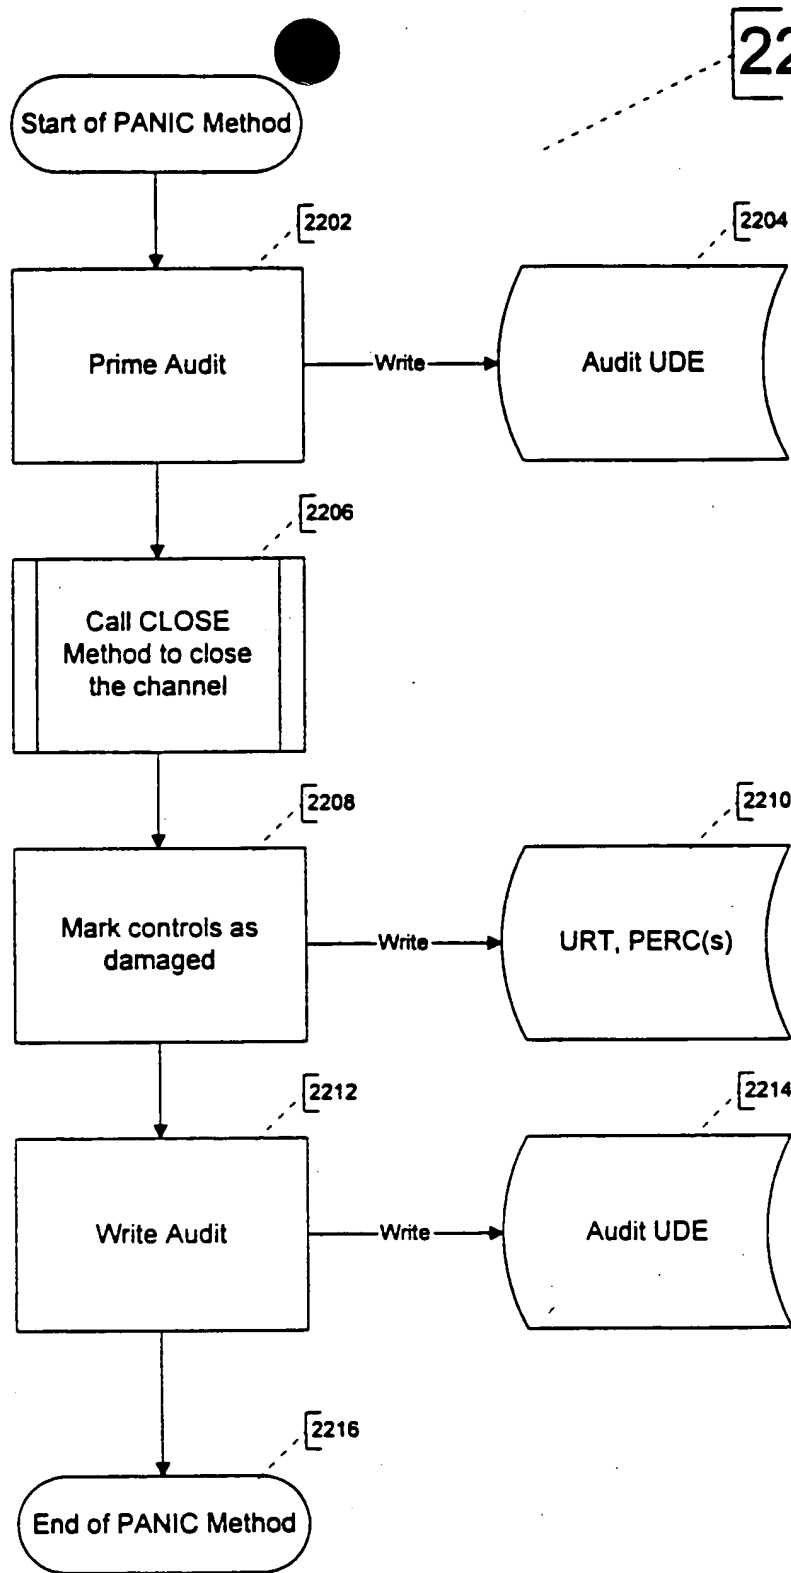 22
Start of PANIC Method
2202
2204
Prime Audit
Write
Audit UDE
2206
Call CLOSE
Method to close
the channel
2208
2210
Mark controls as
damaged
Write
URT, PERC(s)
2212
2214
Write Audit
Write
Audit UDE
2216
End of PANIC Method